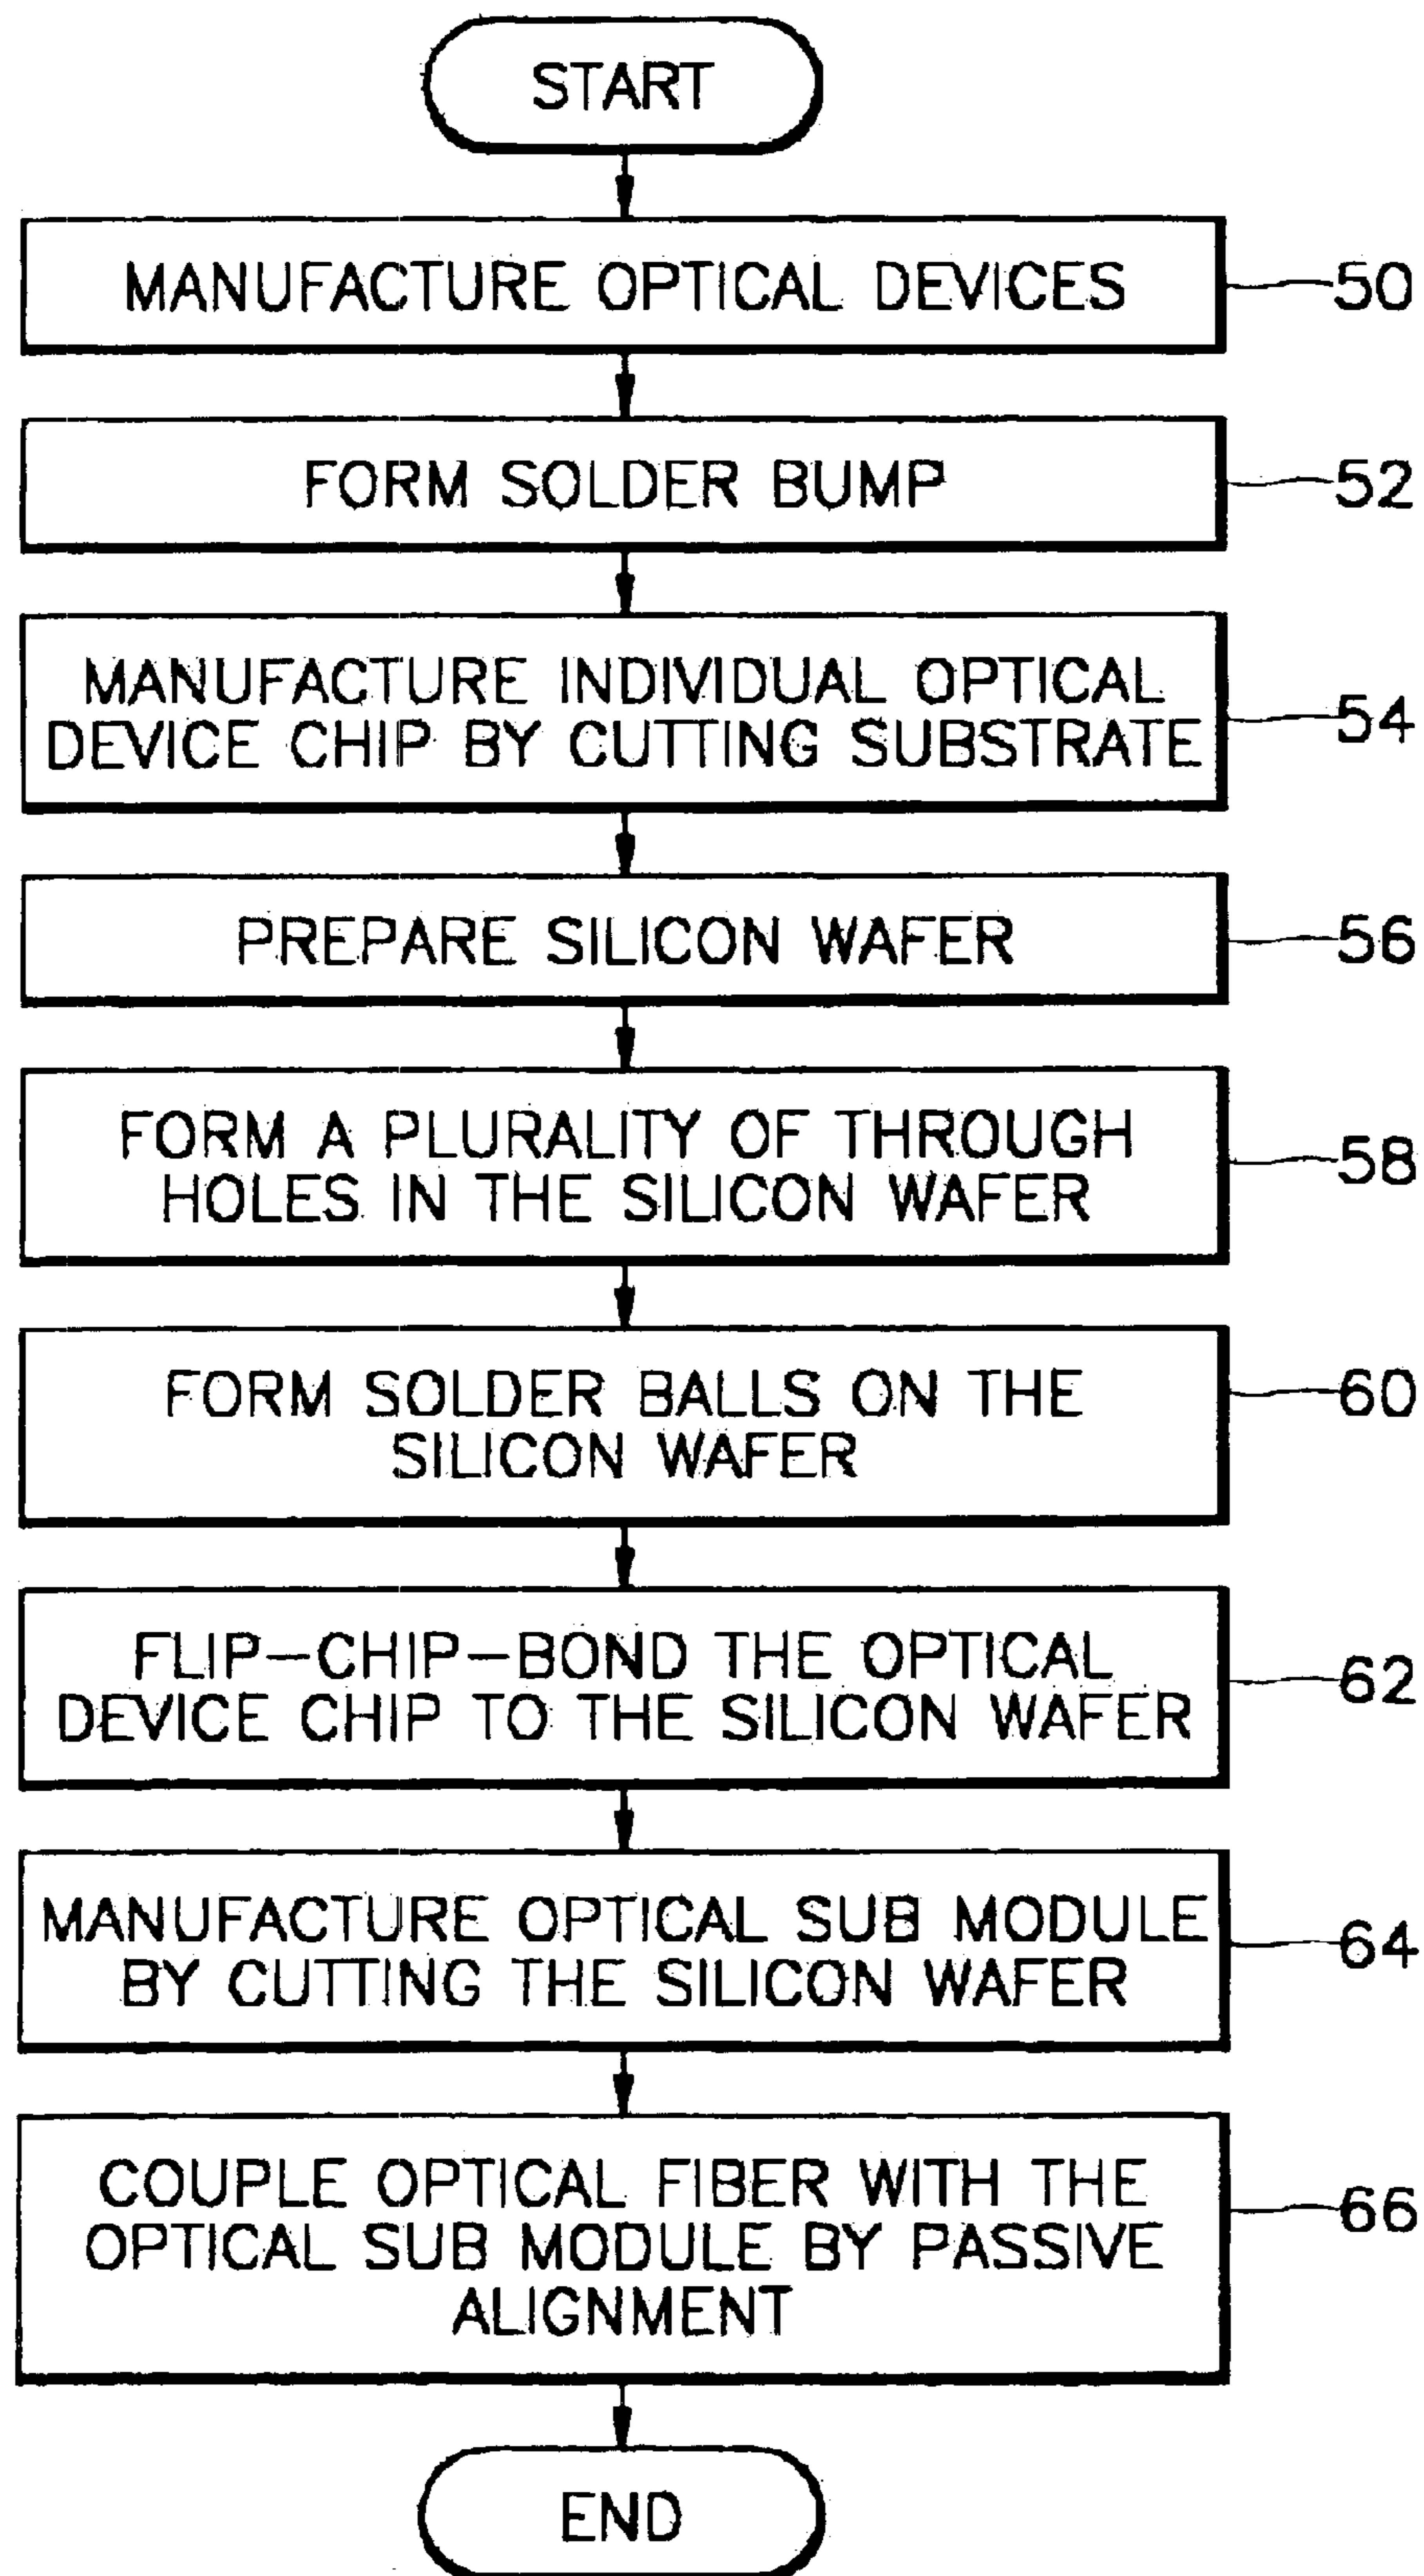 START
MANUFACTURE OPTICAL DEVICES
50
FORM SOLDER BUMP
52
MANUFACTURE INDIVIDUAL OPTICAL
DEVICE CHIP BY CUTTING SUBSTRATE
54
PREPARE SILICON WAFER
56
FORM A PLURALITY OF THROUGH
HOLES IN THE SILICON WAFER
58
FORM SOLDER BALLS ON THE
SILICON WAFER
60
FLIP-CHIP-BOND THE OPTICAL
DEVICE CHIP TO THE SILICON WAFER
62
MANUFACTURE OPTICAL SUB MODULE
BY CUTTING THE SILICON WAFER
64
COUPLE OPTICAL FIBER WITH THE
OPTICAL SUB MODULE BY PASSIVE
ALIGNMENT
66
END